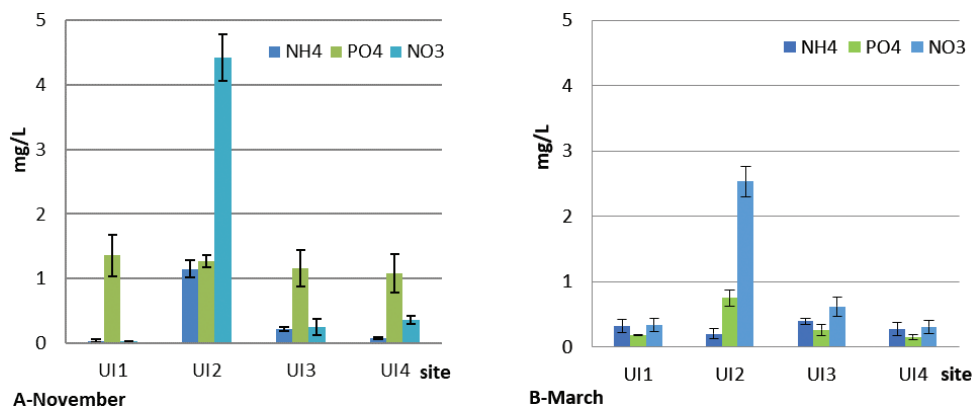 5
4
3
2
1
0
mg/L
NH4 PO4 NO3
UI1 UI2 UI3 UI4 site
A-November
5
4
3
2
1
0
mg/L
NH4 PO4 NO3
UI1 UI2 UI3 UI4 site
B-March